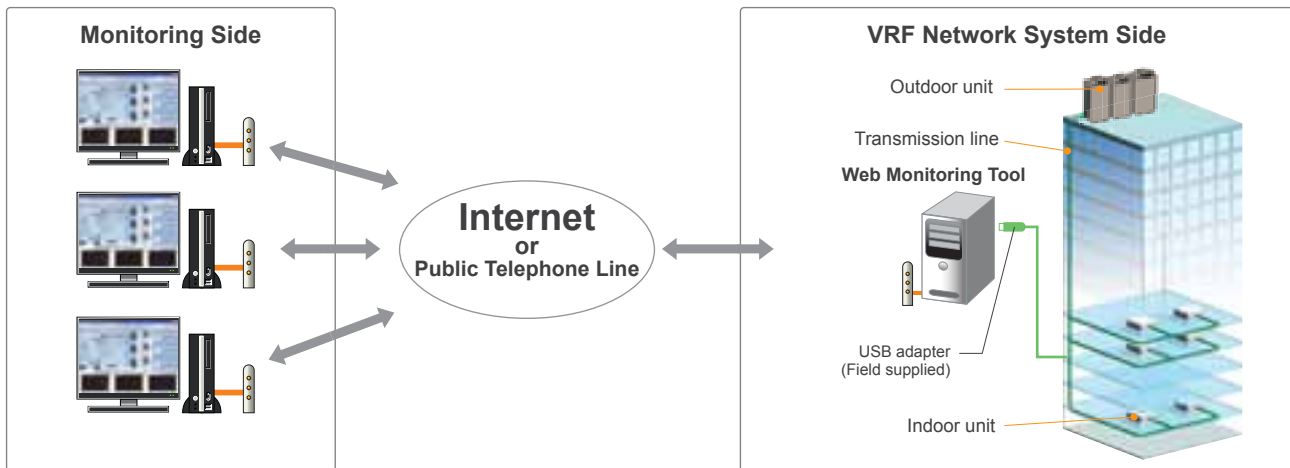 Monitoring Side
Internet
or
Public Telephone Line
VRF Network System Side
Outdoor unit
Transmission line
Web Monitoring Tool
USB adapter
(Field supplied)
Indoor unit